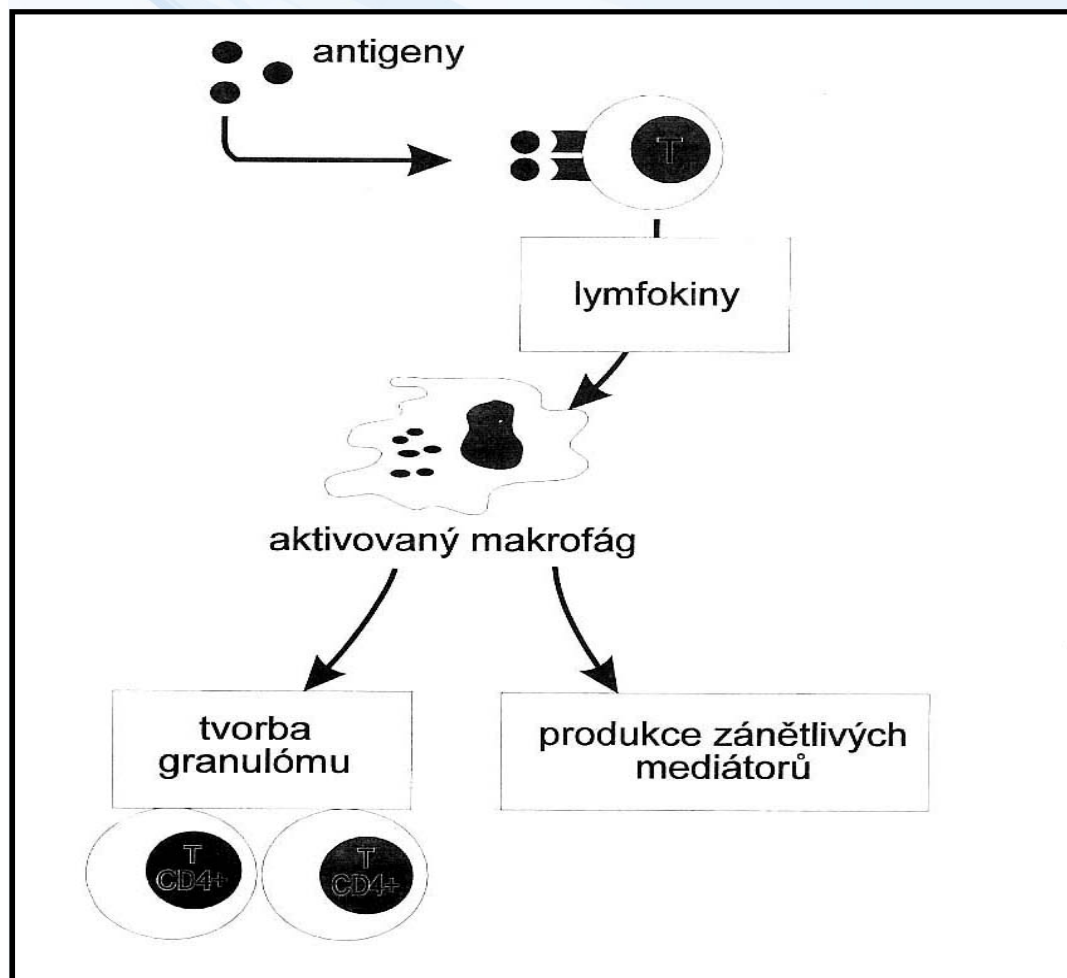 antigeny
T
lymfokiny
aktivovaný makrofág
tvorba
granulómu
produkce zánětlivých
mediátorů
T
CD4+
T
CD4+